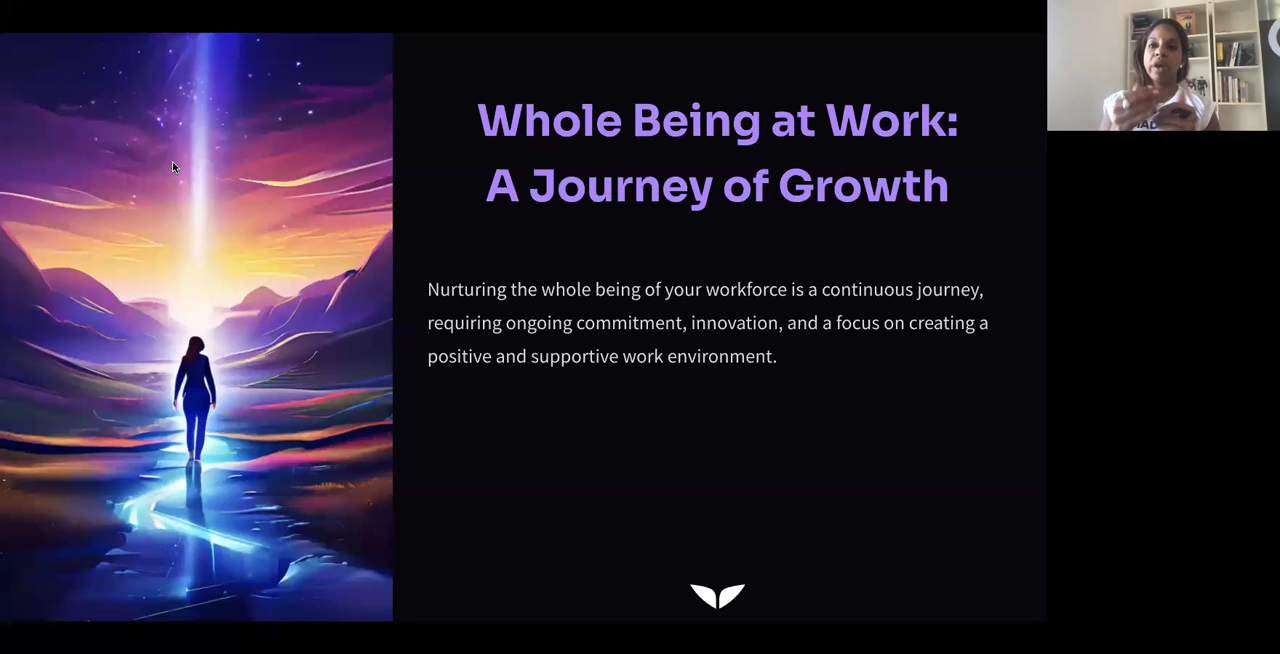 Whole Being at Work:
A Journey of Growth
Nurturing the whole being of your workforce is a continuous journey,
requiring ongoing commitment, innovation, and a focus on creating a
positive and supportive work environment.